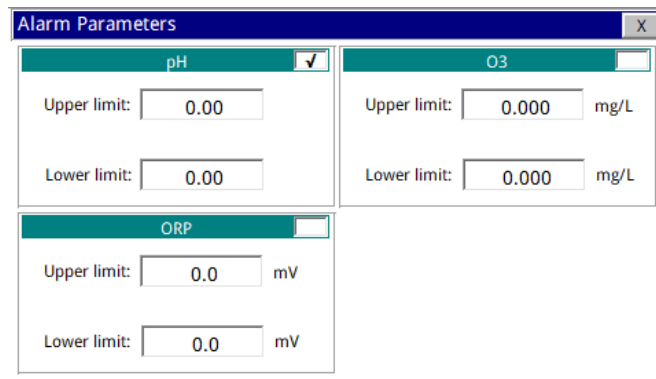 Alarm Parameters X
pH √ O3
Upper limit: 0.00 Upper limit: 0.000 mg/L
Lower limit: 0.00 Lower limit: 0.000 mg/L
ORP
Upper limit: 0.0 mV
Lower limit: 0.0 mV